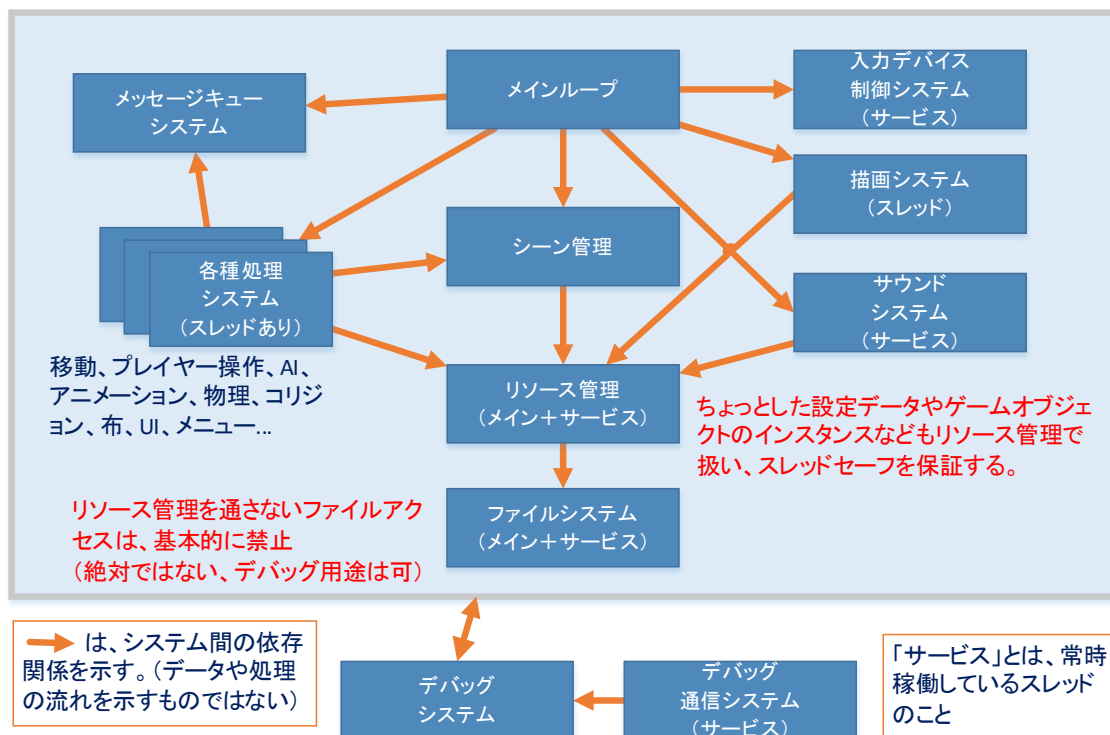 メッセージキュー
システム
メインループ
入力デバイス
制御システム
（サービス）
描画システム
（スレッド）
シーン管理
各種処理
システム
（スレッドあり）
サウンド
システム
（サービス）
移動、プレイヤー操作、AI、
アニメーション、物理、コリジ
ョン、布、UI、メニュー...
リソース管理
（メイン＋サービス）
ちょっとした設定データやゲームオブジェ
クトのインスタンスなどもリソース管理で
扱い、スレッドセーフを保証する。
リソース管理を通さないファイルアク
セスは、基本的に禁止
（絶対ではない、デバッグ用途は可）
ファイルシステム
（メイン＋サービス）
は、システム間の依存
関係を示す。（データや処理
の流れを示すものではない）
デバッグ
システム
デバッグ
通信システム
（サービス）
「サービス」とは、常時
稼働しているスレッド
のこと